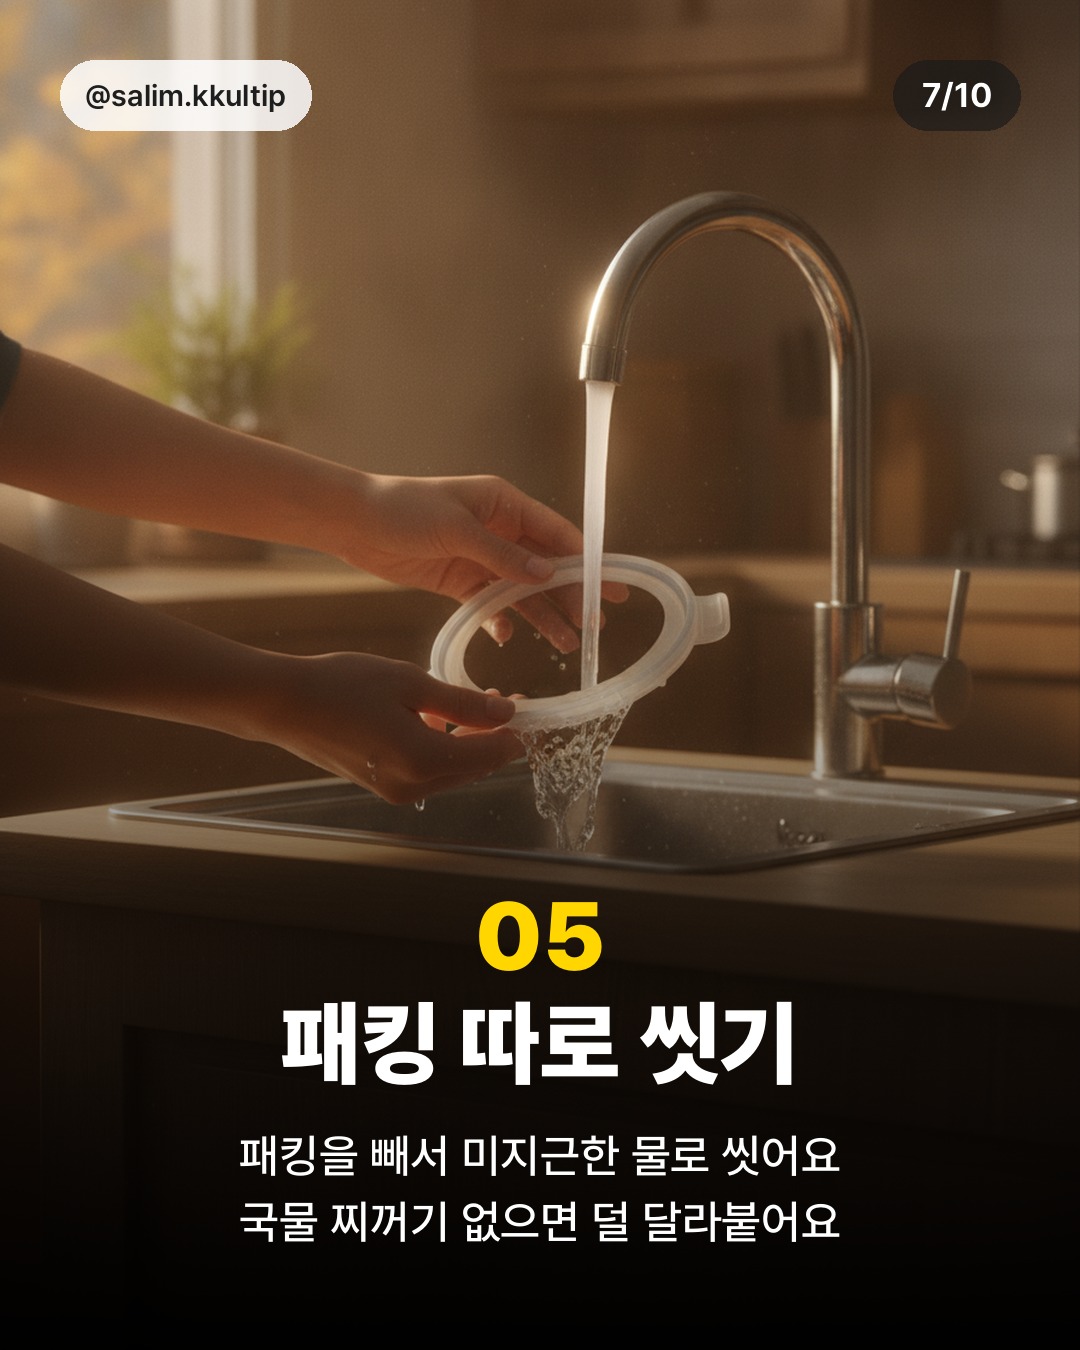 @salim.kkultip
7/10
05
패킹 따로 씻기
패킹을 빼서 미지근한 물로 씻어요
국물 찌꺼기 없으면 덜 달라붙어요